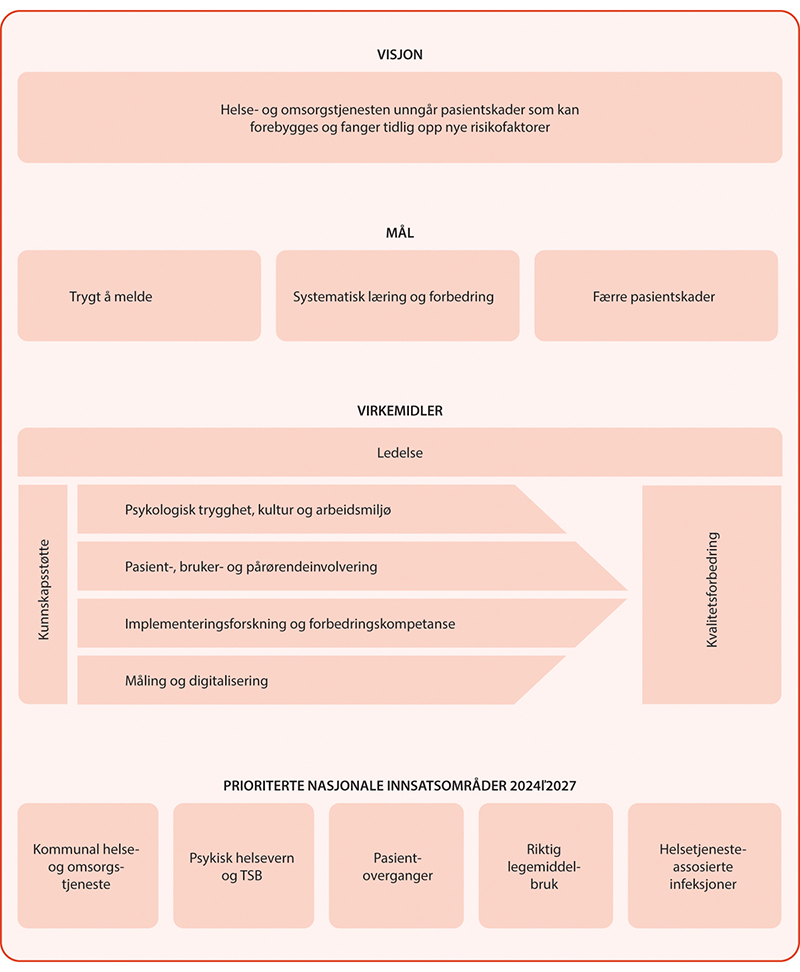 VISJON
Helse- og omsorgstjenesten unngår pasientskader som kan
forebygges og fanger tidlig opp nye risikofaktorer
MÅL
Trygt å melde
Systematisk læring og forbedring
Færre pasientskader
VIRKEMIDLER
Ledelse
Kunnskapsstøtte
Psykologisk trygghet, kultur og arbeidsmiljø
Pasient-, bruker- og pårørendeinvolvering
Implementeringsforskning og forbedringskompetanse
Måling og digitalisering
Kvalitetsforbedring
PRIORITERTE NASJONALE INNSATSOMRÅDER 2024ľ2027
Kommunal helse-
og omsorgs-
tjeneste
Psykisk helsevern
og TSB
Pasient-
overganger
Riktig
legemiddel-
bruk
Helsetjeneste-
assosierte
infeksjoner